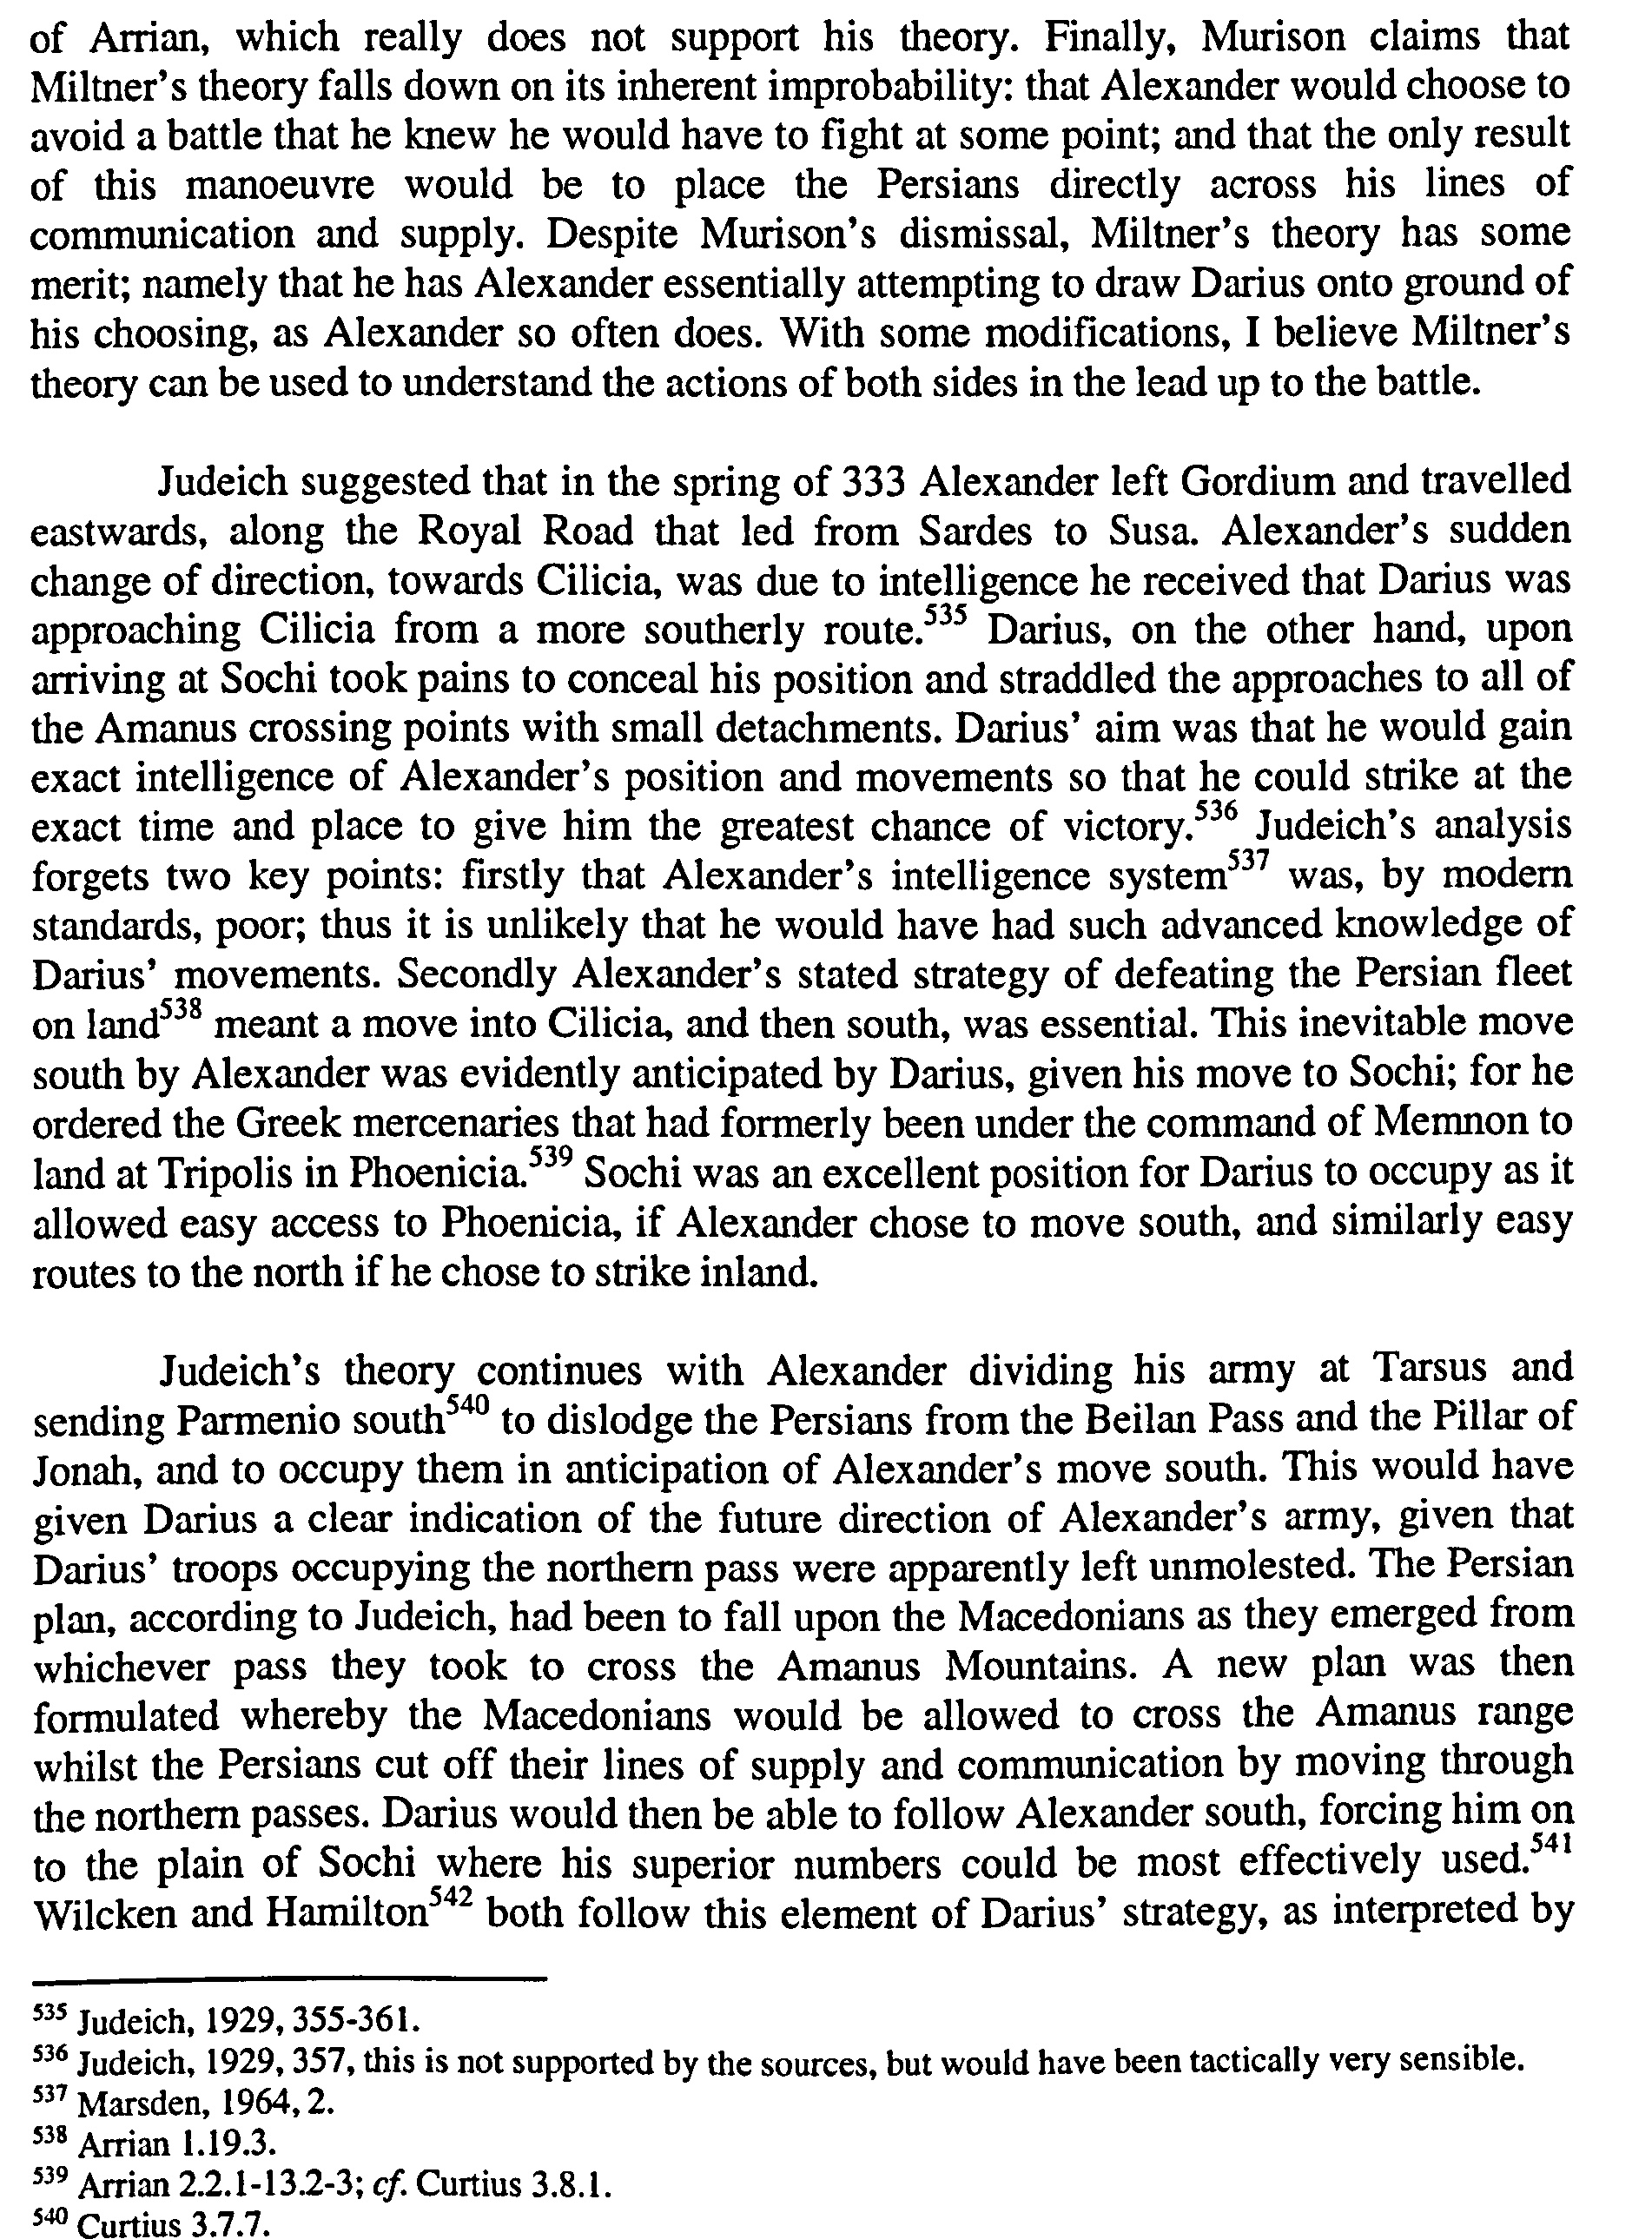 of Arrian, which really does not support his theory. Finally, Murison claims that
Miltner's theory falls down on its inherent improbability: that Alexander would choose to
avoid a battle that he knew he would have to fight at some point; and that the only result
of this manoeuvre would be to place the Persians directly across his lines of
communication and supply. Despite Murison's dismissal, Miltner's theory has some
merit; namely that he has Alexander essentially attempting to draw Darius onto ground of
his choosing, as Alexander so often does. With some modifications, I believe Miltner's
theory can be used to understand the actions of both sides in the lead up to the battle.
Judeich suggested that in the spring of 333 Alexander left Gordium and travelled
eastwards, along the Royal Road that led from Sardes to Susa. Alexander's sudden
change of direction, towards Cilicia, was due to intelligence he received that Darius was
approaching Cilicia from a more southerly route.535 Darius, on the other hand, upon
arriving at Sochi took pains to conceal his position and straddled the approaches to all of
the Amanus crossing points with small detachments. Darius' aim was that he would gain
exact intelligence of Alexander's position and movements so that he could strike at the
exact time and place to give him the greatest chance of victory.536 Judeich's analysis
forgets two key points: firstly that Alexander's intelligence system537 was, by modern
standards, poor; thus it is unlikely that he would have had such advanced knowledge of
Darius' movements. Secondly Alexander's stated strategy of defeating the Persian fleet
on land538 meant a move into Cilicia, and then south, was essential. This inevitable move
south by Alexander was evidently anticipated by Darius, given his move to Sochi; for he
ordered the Greek mercenaries that had formerly been under the command of Memnon to
land at Tripolis in Phoenicia.539 Sochi was an excellent position for Darius to occupy as it
allowed easy access to Phoenicia, if Alexander chose to move south, and similarly easy
routes to the north if he chose to strike inland.
Judeich's theory continues with Alexander dividing his army at Tarsus and
sending Parmenio south540 to dislodge the Persians from the Beilan Pass and the Pillar of
Jonah, and to occupy them in anticipation of Alexander's move south. This would have
given Darius a clear indication of the future direction of Alexander's army, given that
Darius' troops occupying the northern pass were apparently left unmolested. The Persian
plan, according to Judeich, had been to fall upon the Macedonians as they emerged from
whichever pass they took to cross the Amanus Mountains. A new plan was then
formulated whereby the Macedonians would be allowed to cross the Amanus range
whilst the Persians cut off their lines of supply and communication by moving through
the northern passes. Darius would then be able to follow Alexander south, forcing him on
to the plain of Sochi where his superior numbers could be most effectively used.541
Wilcken and Hamilton542 both follow this element of Darius' strategy, as interpreted by
535 Judeich, 1929, 355-361.
536 Judeich, 1929, 357, this is not supported by the sources, but would have been tactically very sensible.
537 Marsden, 1964, 2.
538 Arrian 1.19.3.
539 Arrian 2.2.1-13.2-3; cf. Curtius 3.8.1.
540 Curtius 3.7.7.